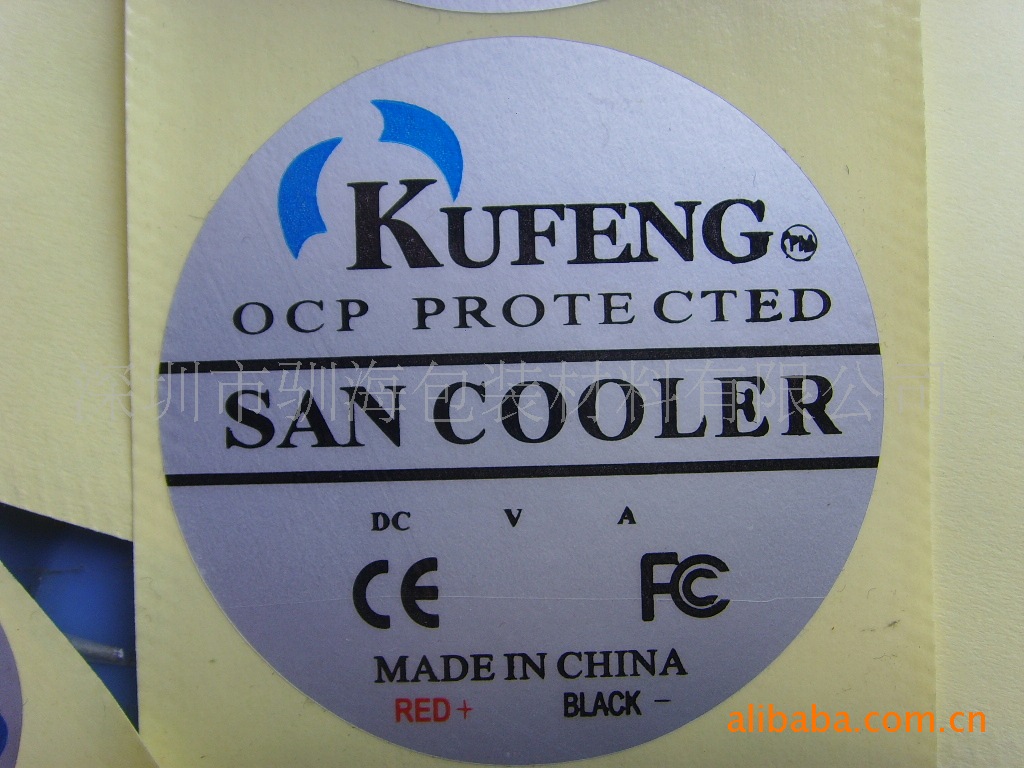 KUFENG PM
OCP PROTECTED
深圳市驯海包装材料有限公司
SAN COOLER
DC V A
CE FC
MADE IN CHINA
RED + BLACK -
alibaba.com.cn